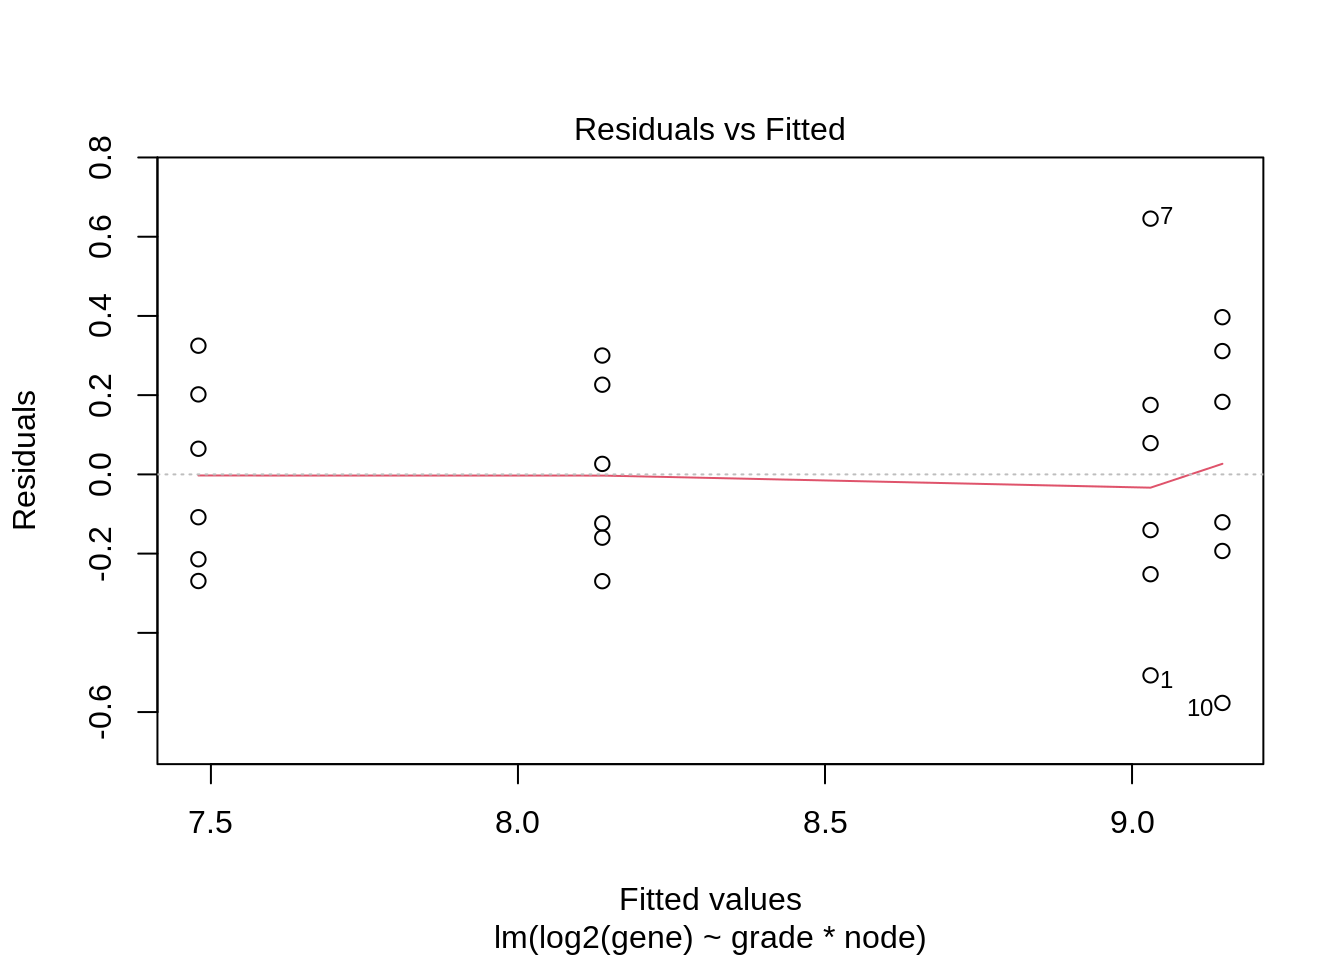 Residuals vs Fitted
0.8
0.6
0.4
0.2
0.0
-0.2
-0.6
Residuals
7
1
10
7.5 8.0 8.5 9.0
Fitted values
lm(log2(gene) ~ grade * node)